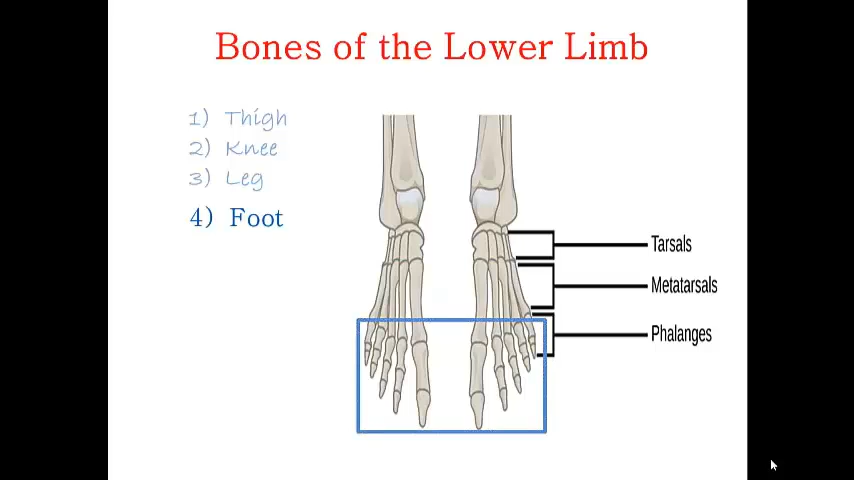 Bones of the Lower Limb
1) Thigh
2) Knee
3) Leg
4) Foot
Tarsals
Metatarsals
Phalanges